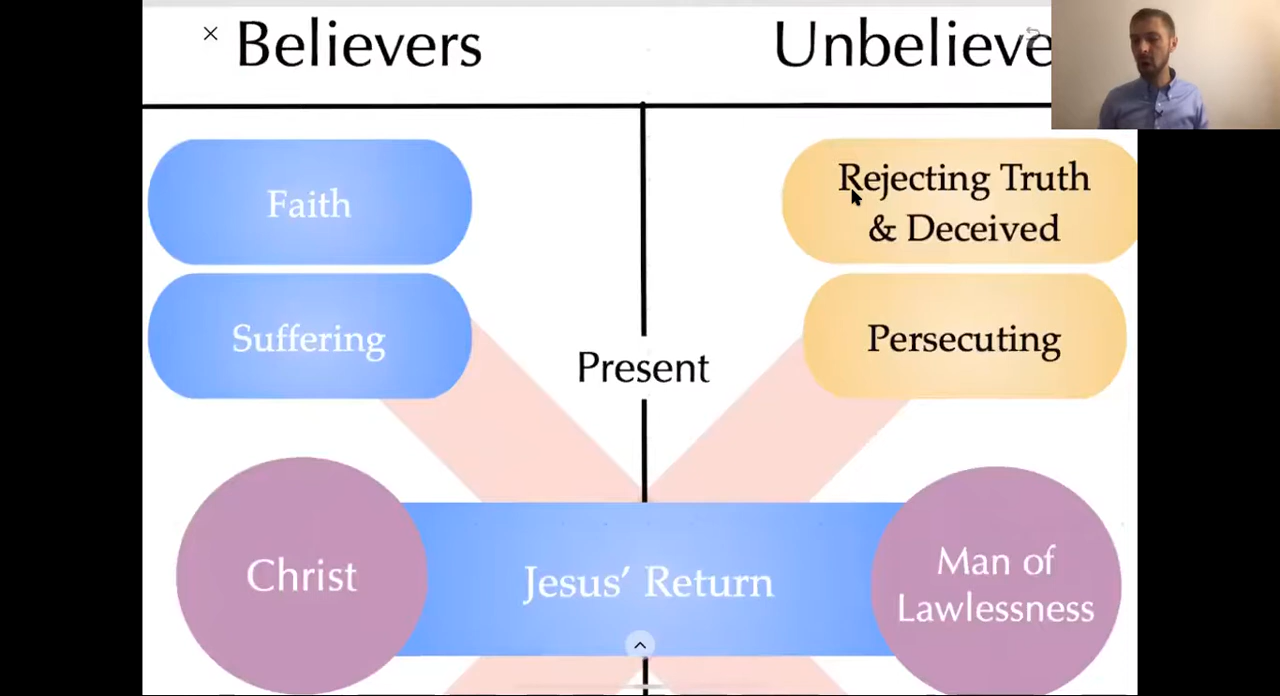 Believers
Unbelieve
Faith
Rejecting Truth
& Deceived
Suffering
Persecuting
Present
Christ
Jesus’ Return
Man of
Lawlessness